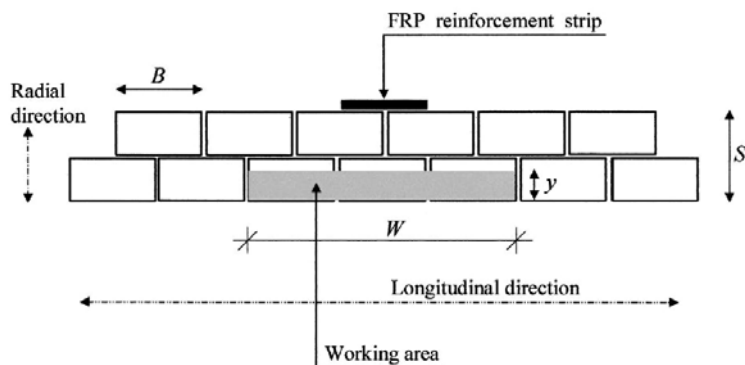 FRP reinforcement strip
B
Radial
direction
S
y
W
Longitudinal direction
Working area